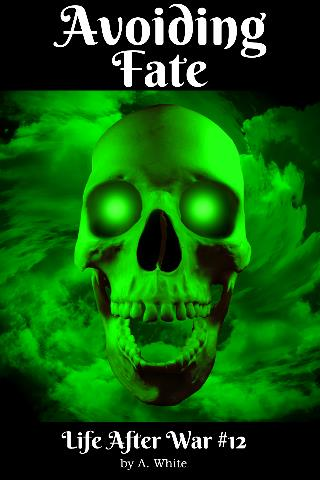 Avoiding
Fate
Life After War #12
by A. White